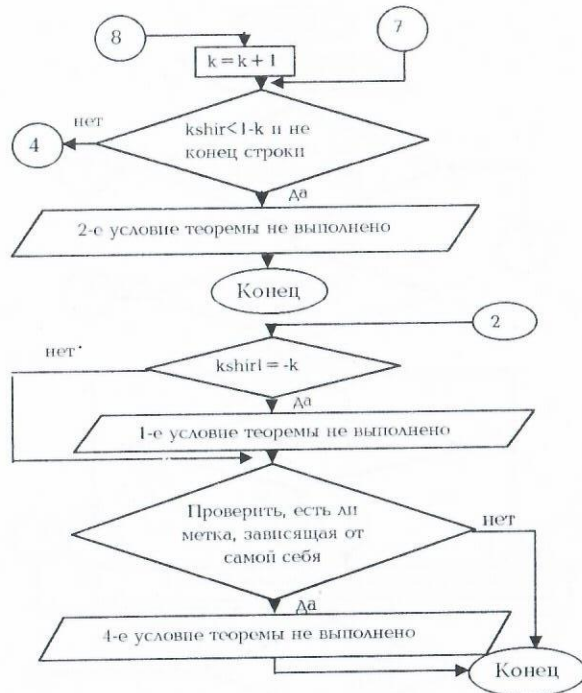 8
7
k=k+1
нет
kshir<1-k и не
конец строки
4
да
2-е условие теоремы не выполнено
Конец
2
нет
kshir1=-k
да
1-е условие теоремы не выполнено
Проверить, есть ли
метка, зависящая от
самой себя
нет
да
4-е условие теоремы не выполнено
Конец